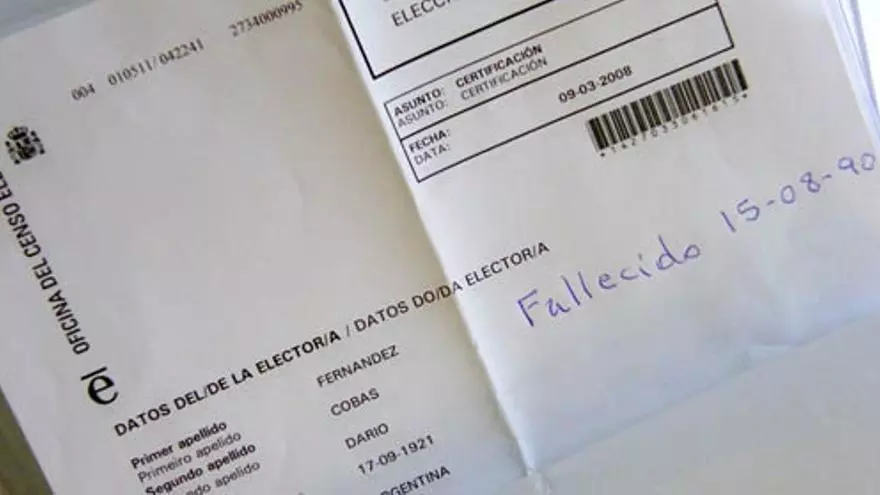 004 010511/042241 2734000995
OFICINA DEL CENSO
el
ASUNTO: CERTIFICACIÓN
ASUNTO: CERTIFICACIÓN
FECHA: 09-03-2008
DATA:
Fallecido 15-08-90
DATOS DEL/DE LA ELECTOR/A / DATOS DO/DA ELECTOR/A
Primer apellido FERNANDEZ
Primeiro apelido
Segundo apellido COBAS
Segundo apelido
DARIO
17-09-1921